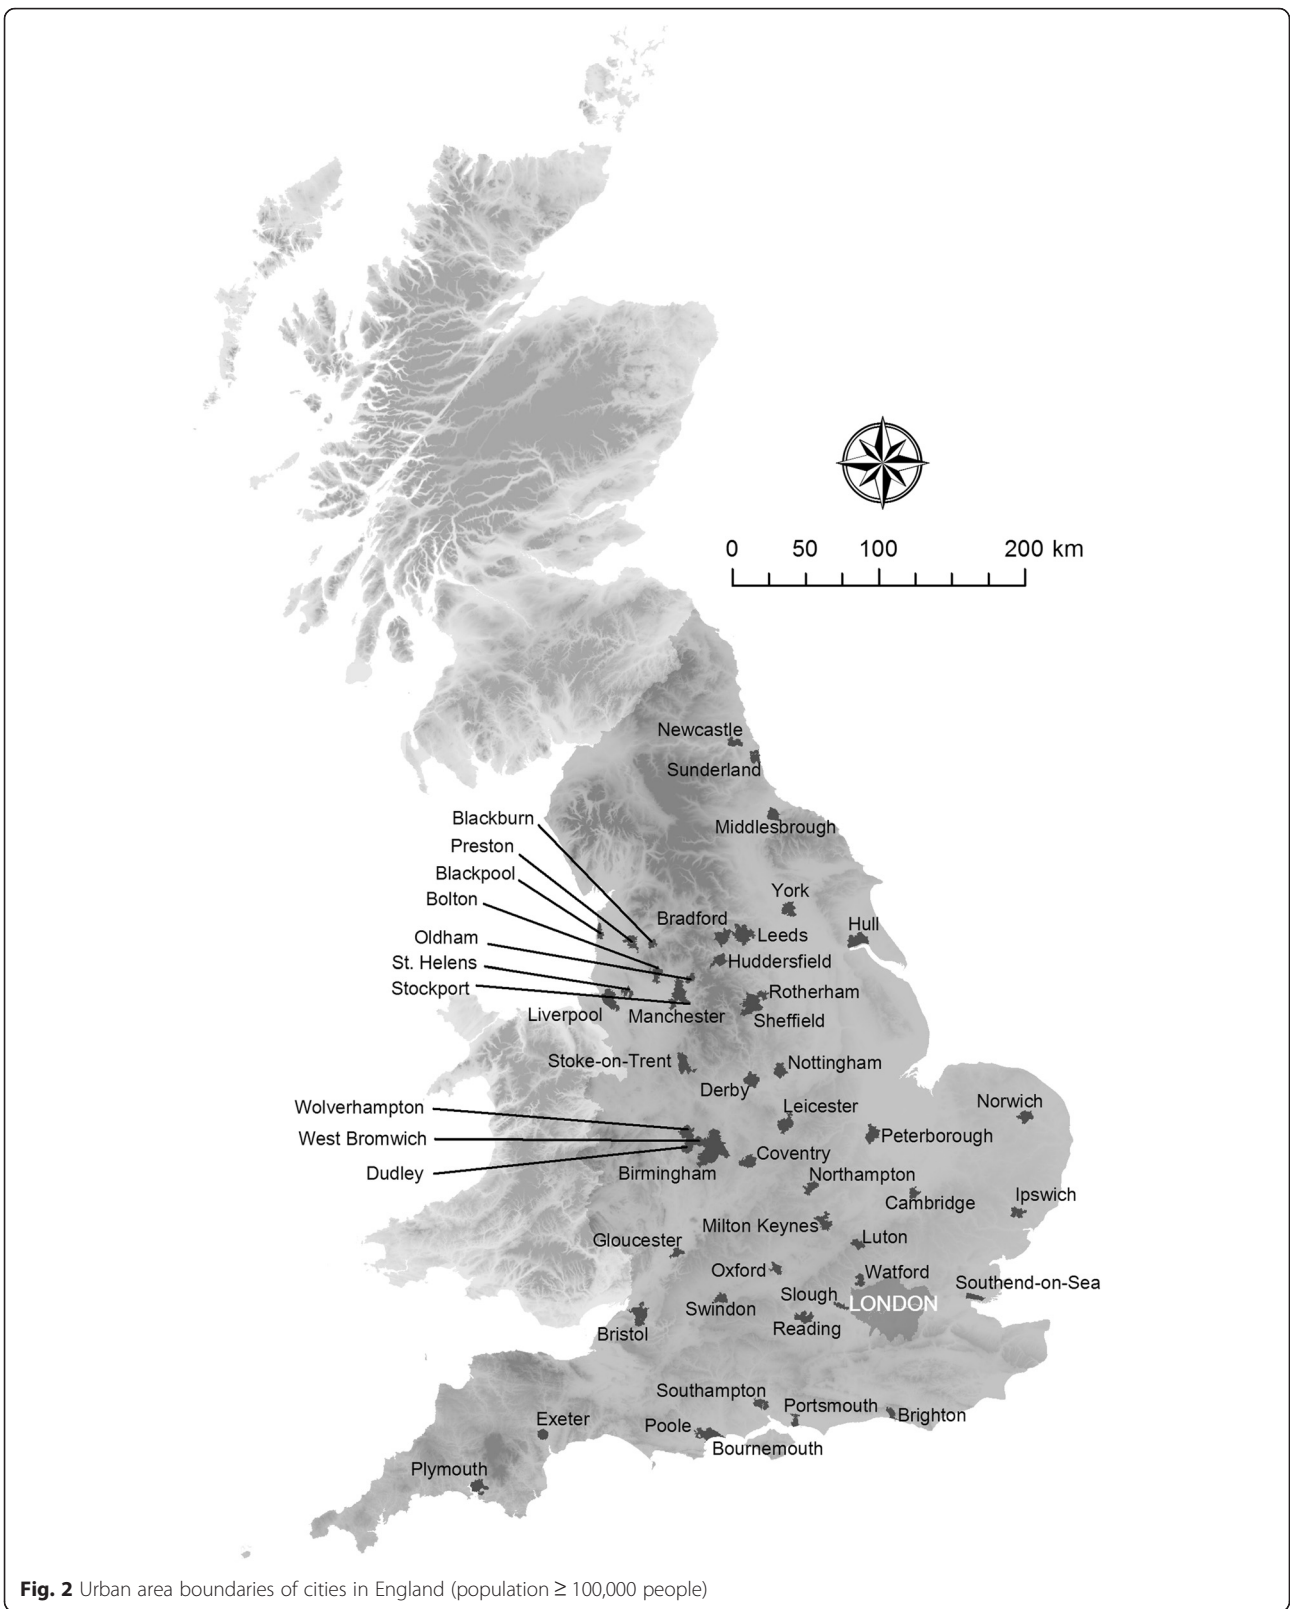 0 50 100 200 km
Newcastle
Sunderland
Blackburn
Middlesbrough
Preston
Blackpool
York
Bolton
Bradford
Hull
Leeds
Oldham
Huddersfield
St. Helens
Stockport
Rotherham
Liverpool
Manchester
Sheffield
Stoke-on-Trent
Nottingham
Derby
Norwich
Wolverhampton
Leicester
Peterborough
West Bromwich
Coventry
Dudley
Birmingham
Northampton
Cambridge
Ipswich
Milton Keynes
Gloucester
Luton
Oxford
Watford
Southend-on-Sea
Slough
LONDON
Swindon
Reading
Bristol
Southampton
Portsmouth
Brighton
Exeter
Poole
Bournemouth
Plymouth
Fig. 2 Urban area boundaries of cities in England (population ≥ 100,000 people)